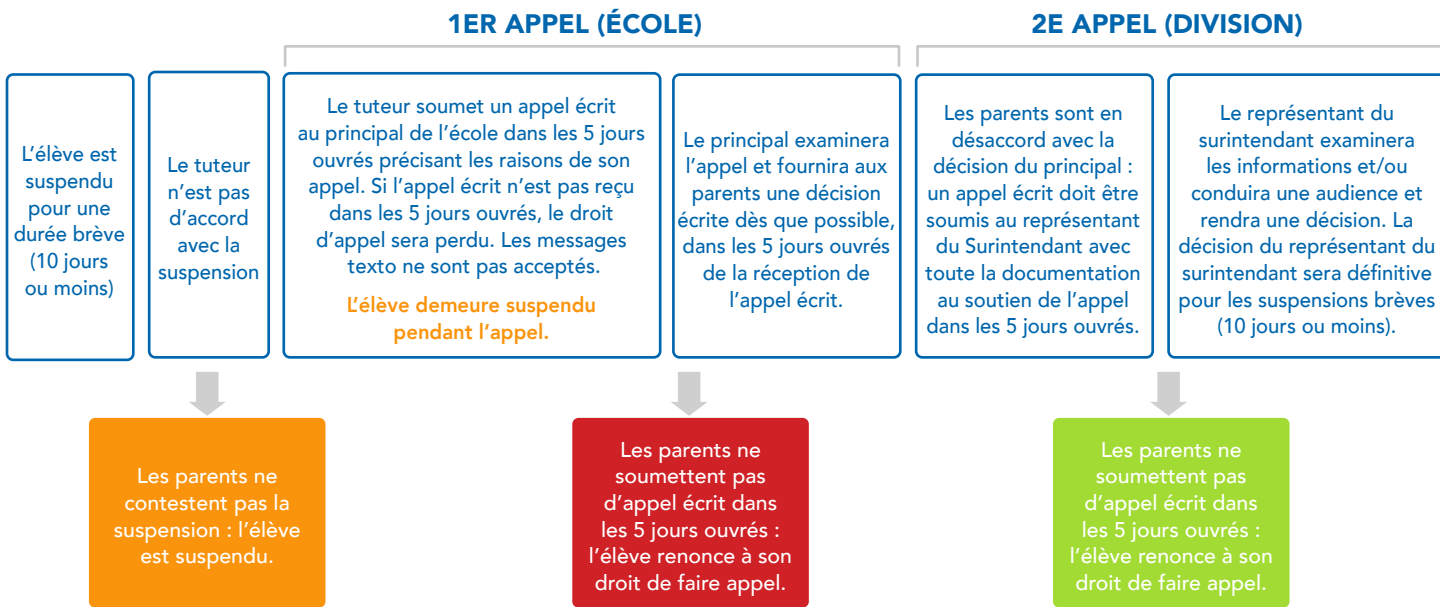 1ER APPEL (ÉCOLE)
2E APPEL (DIVISION)
L'élève est
suspendu
pour une
durée brève
(10 jours
ou moins)
Le tuteur
n'est pas
d'accord
avec la
suspension
Le tuteur soumet un appel écrit
au principal de l'école dans les 5 jours
ouvrés précisant les raisons de son
appel. Si l'appel écrit n'est pas reçu
dans les 5 jours ouvrés, le droit
d'appel sera perdu. Les messages
texto ne sont pas acceptés.
L'élève demeure suspendu
pendant l'appel.
Le principal examinera
l'appel et fournira aux
parents une décision
écrite dès que possible,
dans les 5 jours ouvrés
de la réception de
l'appel écrit.
Les parents sont en
désaccord avec la
décision du principal :
un appel écrit doit être
soumis au représentant
du Surintendant avec
toute la documentation
au soutien de l'appel
dans les 5 jours ouvrés.
Le représentant du
surintendant examinera
les informations et/ou
conduira une audience et
rendra une décision. La
décision du représentant du
surintendant sera définitive
pour les suspensions brèves
(10 jours ou moins).
Les parents ne
contestent pas la
suspension : l'élève
est suspendu.
Les parents ne
soumettent pas
d'appel écrit dans
les 5 jours ouvrés :
l'élève renonce à son
droit de faire appel.
Les parents ne
soumettent pas
d'appel écrit dans
les 5 jours ouvrés :
l'élève renonce à son
droit de faire appel.